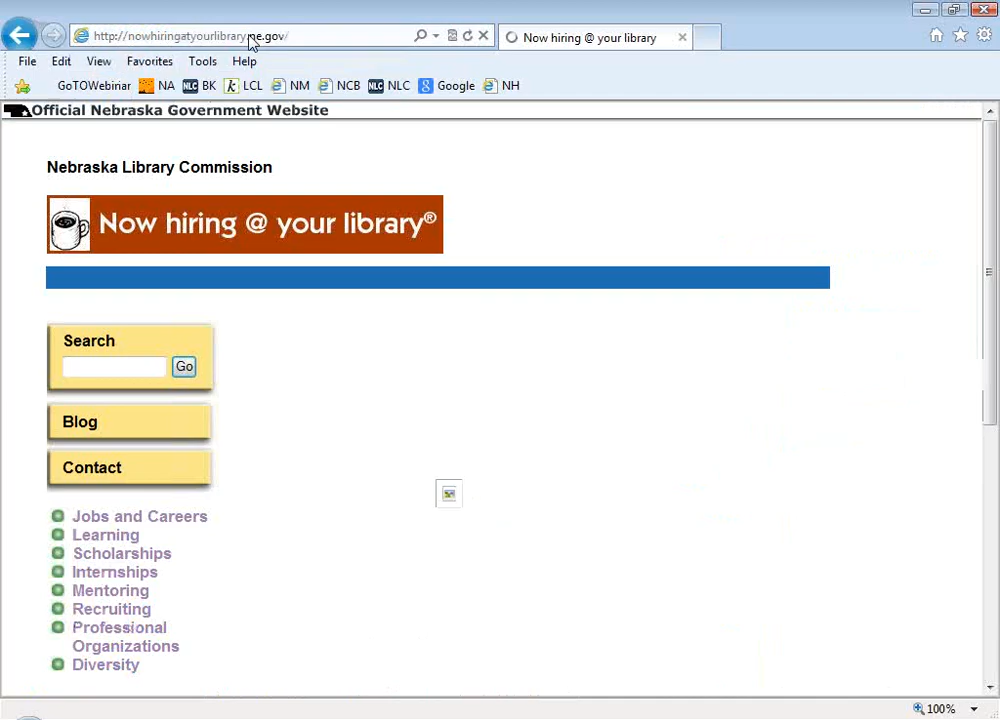 http://nowhiringatyourlibrary.ne.gov/
Now hiring @ your library
File Edit View Favorites Tools Help
GoTOWebinar NA NLC BK k LCL NM NCB NLC NLC 8 Google NH
Official Nebraska Government Website
Nebraska Library Commission
Now hiring @ your library®
Search
Go
Blog
Contact
Jobs and Careers
Learning
Scholarships
Internships
Mentoring
Recruiting
Professional
Organizations
Diversity
100%